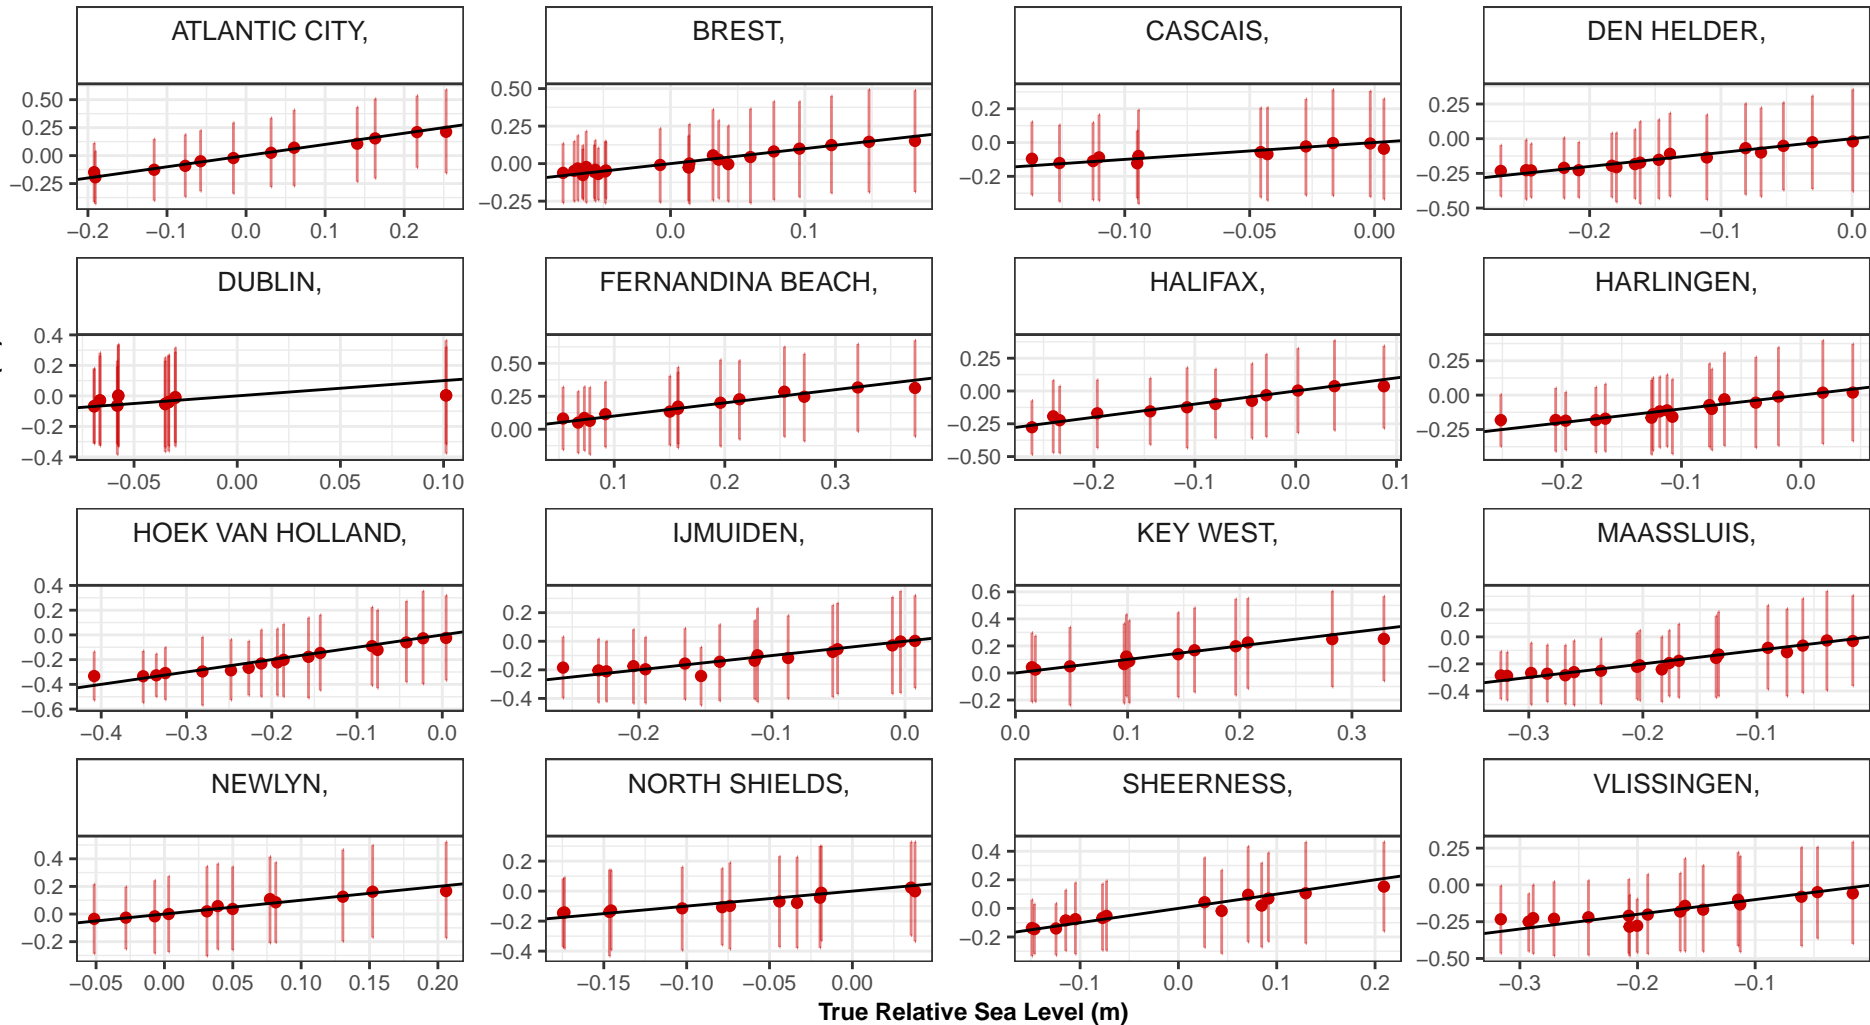 ATLANTIC CITY, BREST, CASCAIS, DEN HELDER,
0.50 0.25 0.00 −0.25
0.50 0.25 0.00 −0.25
0.2 0.0 −0.2
0.25 0.00 −0.25 −0.50
−0.2 −0.1 0.0 0.1 0.2 0.0 0.1 −0.10 −0.05 0.00 −0.2 −0.1 0.0
DUBLIN, FERNANDINA BEACH, HALIFAX, HARLINGEN,
0.4 0.2 0.0 −0.2 −0.4
0.50 0.25 0.00
0.25 0.00 −0.25 −0.50
0.25 0.00 −0.25
−0.05 0.00 0.05 0.10 0.1 0.2 0.3 −0.2 −0.1 0.0 0.1 −0.2 −0.1 0.0
HOEK VAN HOLLAND, IJMUIDEN, KEY WEST, MAASSLUIS,
0.4 0.2 0.0 −0.2 −0.4 −0.6
0.2 0.0 −0.2 −0.4
0.6 0.4 0.2 0.0 −0.2
0.2 0.0 −0.2 −0.4
−0.4 −0.3 −0.2 −0.1 0.0 −0.2 −0.1 0.0 0.0 0.1 0.2 0.3 −0.3 −0.2 −0.1
NEWLYN, NORTH SHIELDS, SHEERNESS, VLISSINGEN,
0.4 0.2 0.0 −0.2
0.2 0.0 −0.2 −0.4
0.4 0.2 0.0 −0.2
0.25 0.00 −0.25 −0.50
−0.05 0.00 0.05 0.10 0.15 0.20 −0.15 −0.10 −0.05 0.00 −0.1 0.0 0.1 0.2 −0.3 −0.2 −0.1
True Relative Sea Level (m)